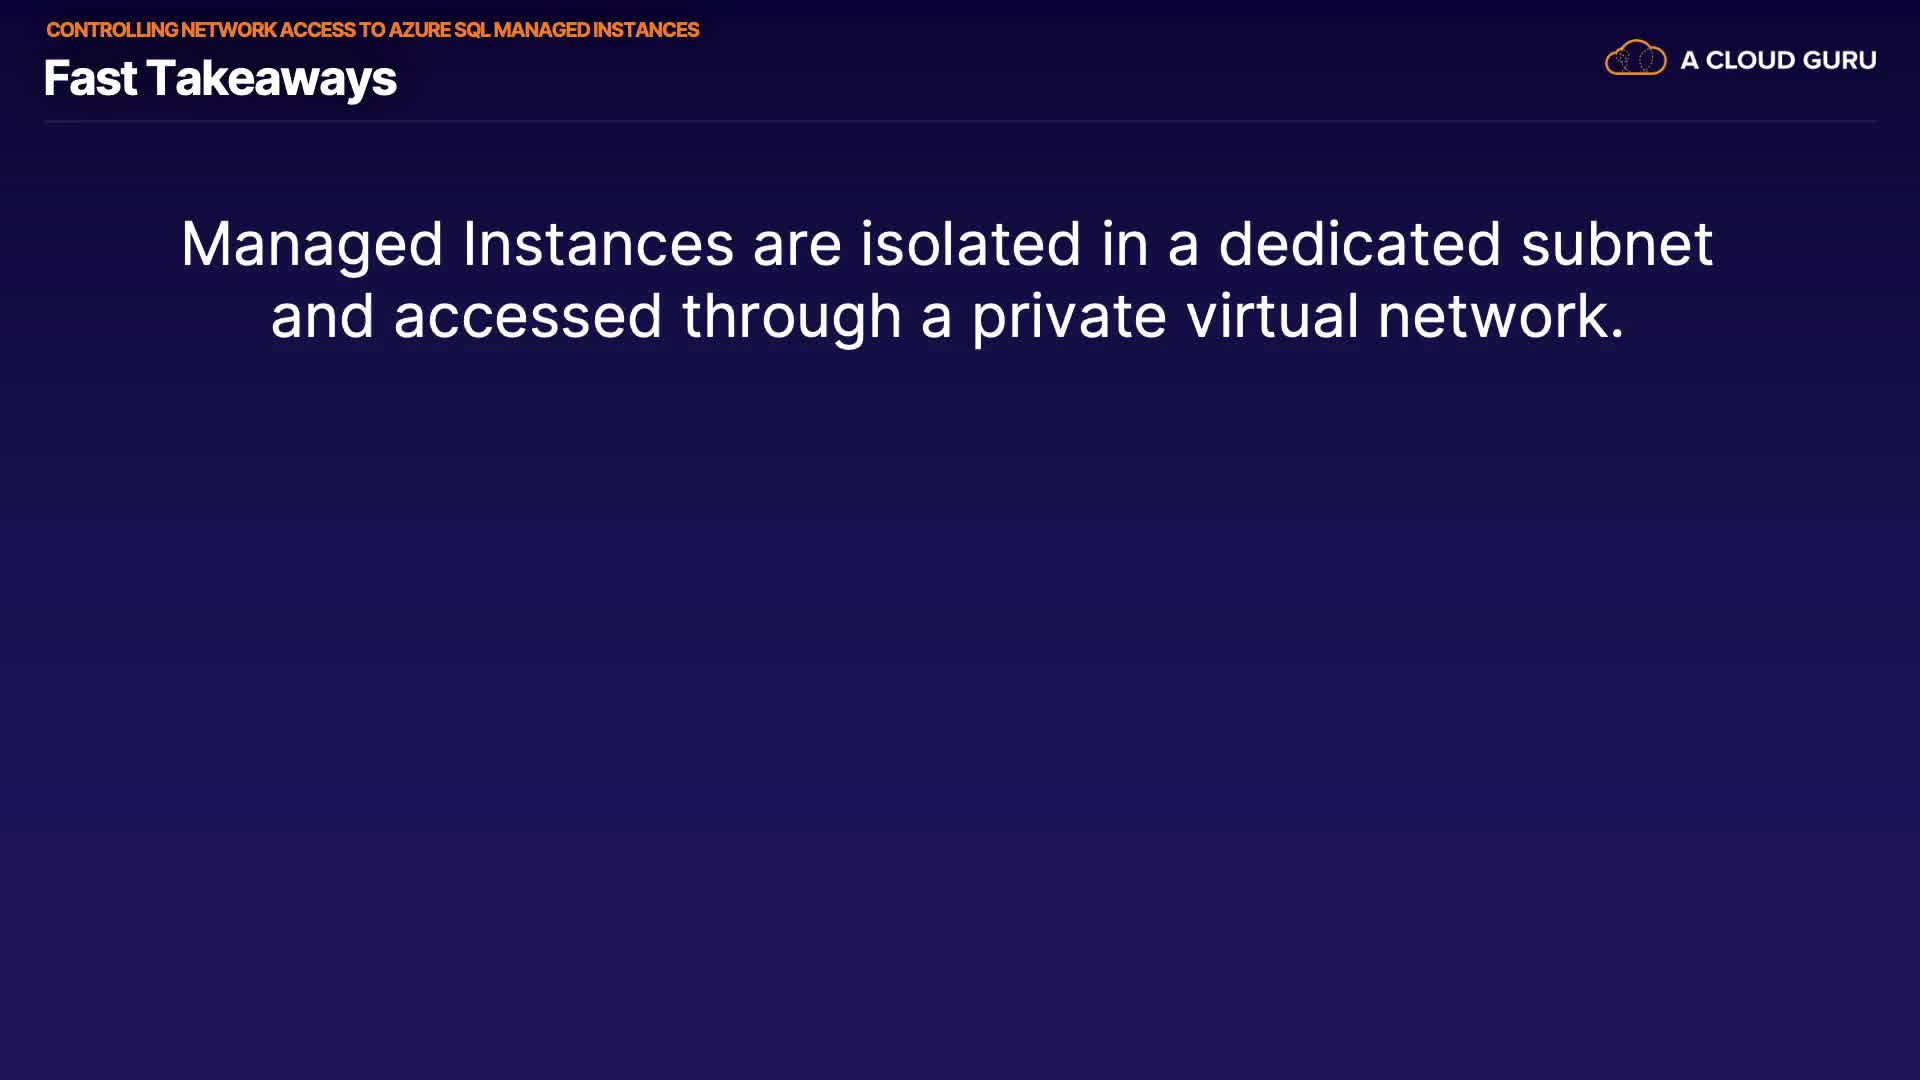 CONTROLLING NETWORK ACCESS TO AZURE SQL MANAGED INSTANCES
Fast Takeaways
A CLOUD GURU
Managed Instances are isolated in a dedicated subnet
and accessed through a private virtual network.